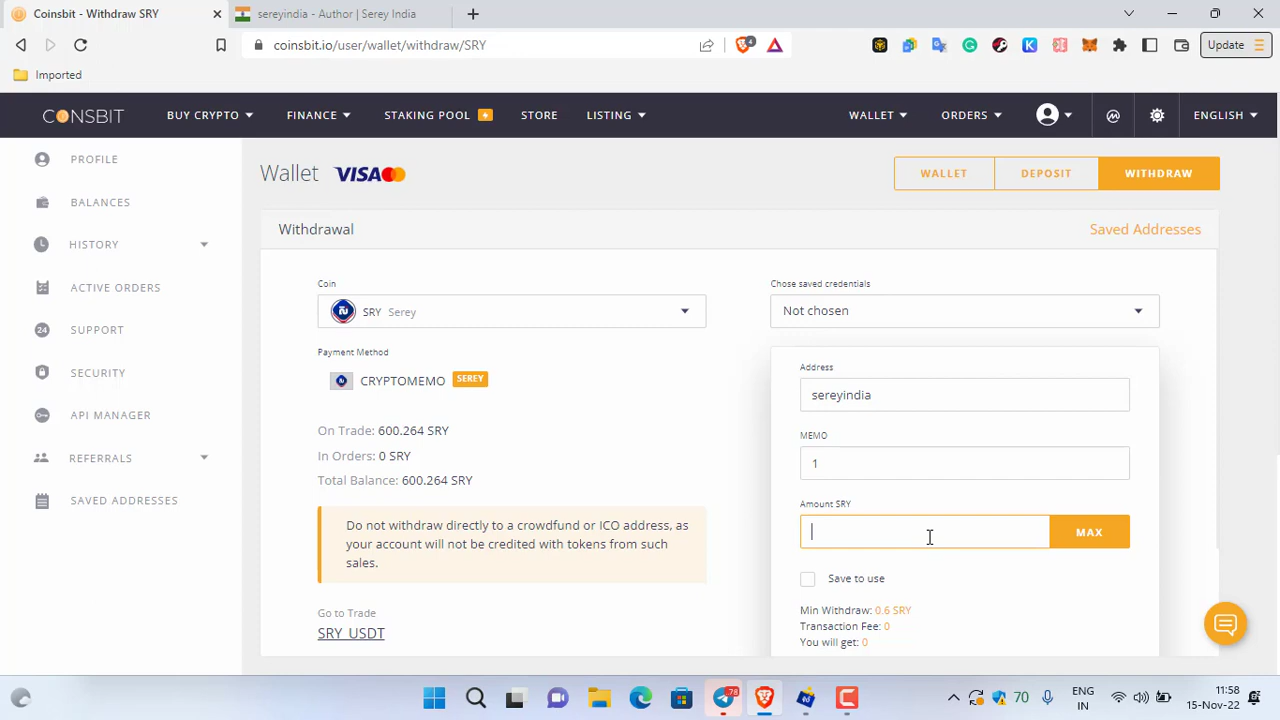 Coinsbit - Withdraw SRY
sereyindia - Author | Serey India
coinsbit.io/user/wallet/withdraw/SRY
4
Update
Imported
COINSBIT
BUY CRYPTO
FINANCE
STAKING POOL
STORE
LISTING
WALLET
ORDERS
ENGLISH
PROFILE
BALANCES
HISTORY
ACTIVE ORDERS
24
SUPPORT
SECURITY
API MANAGER
REFERRALS
SAVED ADDRESSES
Wallet VISA
WALLET
DEPOSIT
WITHDRAW
Withdrawal
Saved Addresses
Coin
SRY Serey
Payment Method
CRYPTOMEMO SEREY
On Trade: 600.264 SRY
In Orders: 0 SRY
Total Balance: 600.264 SRY
Do not withdraw directly to a crowdfund or ICO address, as
your account will not be credited with tokens from such
sales.
Go to Trade
SRY_USDT
Chose saved credentials
Not chosen
Address
sereyindia
MEMO
1
Amount SRY
MAX
Save to use
Min Withdraw: 0.6 SRY
Transaction Fee: 0
You will get: 0
78
70
ENG
IN
11:58
15-Nov-22